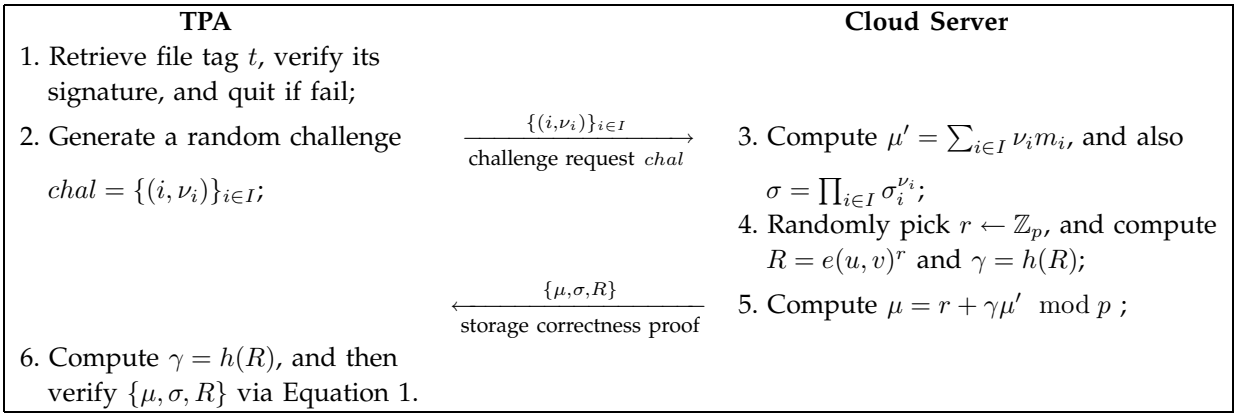 TPA
Cloud Server
1. Retrieve file tag t, verify its
signature, and quit if fail;
2. Generate a random challenge
chal = {(i, ν_i)}_{i∈I};
{(i,ν_i)}_{i∈I}
challenge request chal
3. Compute μ′ = ∑_{i∈I} ν_i m_i, and also
σ = ∏_{i∈I} σ_i^{ν_i};
4. Randomly pick r ← ℤ_p, and compute
R = e(u, v)^r and γ = h(R);
{μ,σ,R}
storage correctness proof
5. Compute μ = r + γμ′ mod p ;
6. Compute γ = h(R), and then
verify {μ, σ, R} via Equation 1.